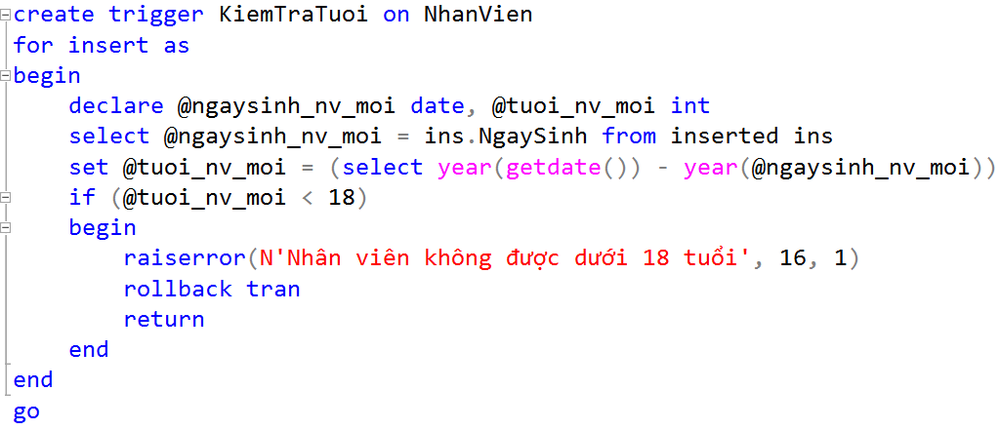 create trigger KiemTraTuoi on NhanVien
for insert as
begin
    declare @ngaysinh_nv_moi date, @tuoi_nv_moi int
    select @ngaysinh_nv_moi = ins.NgaySinh from inserted ins
    set @tuoi_nv_moi = (select year(getdate()) - year(@ngaysinh_nv_moi))
    if (@tuoi_nv_moi < 18)
    begin
        raiserror(N'Nhân viên không được dưới 18 tuổi', 16, 1)
        rollback tran
        return
    end
end
go